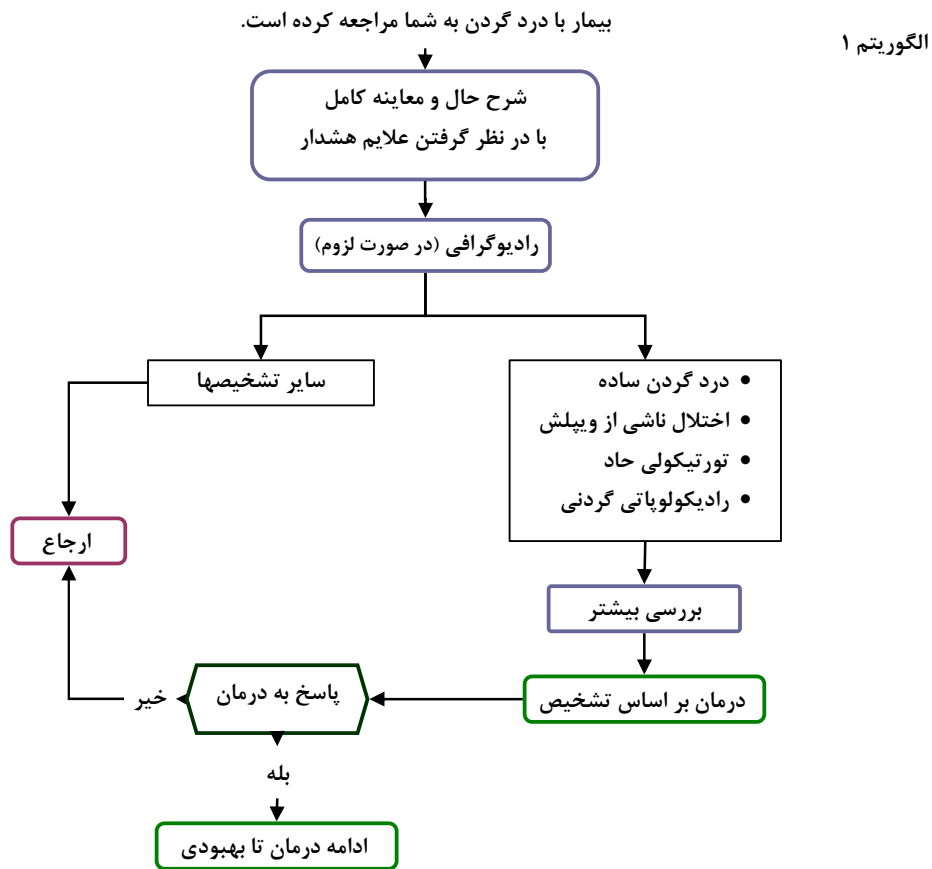 الگوریتم ۱
بیمار با درد گردن به شما مراجعه کرده است.
شرح حال و معاینه کامل
با در نظر گرفتن علایم هشدار
رادیوگرافی (در صورت لزوم)
• درد گردن ساده
• اختلال ناشی از ویپلش
• تورتیکولی حاد
• رادیکولوپاتی گردنی
سایر تشخیصها
ارجاع
بررسی بیشتر
درمان بر اساس تشخیص
پاسخ به درمان
خیر
بله
ادامه درمان تا بهبودی